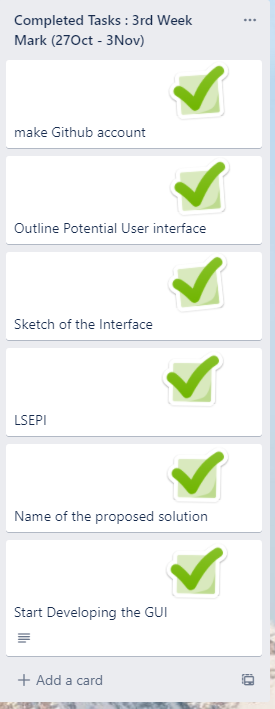 Completed Tasks : 3rd Week
Mark (27Oct - 3Nov)
make Github account
Outline Potential User interface
Sketch of the Interface
LSEPI
Name of the proposed solution
Start Developing the GUI
Add a card